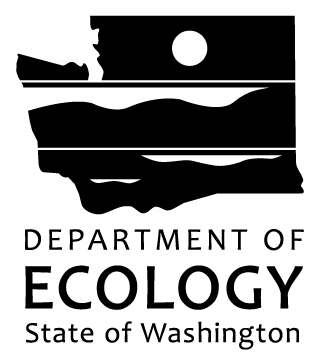 DEPARTMENT OF
ECOLOGY
State of Washington